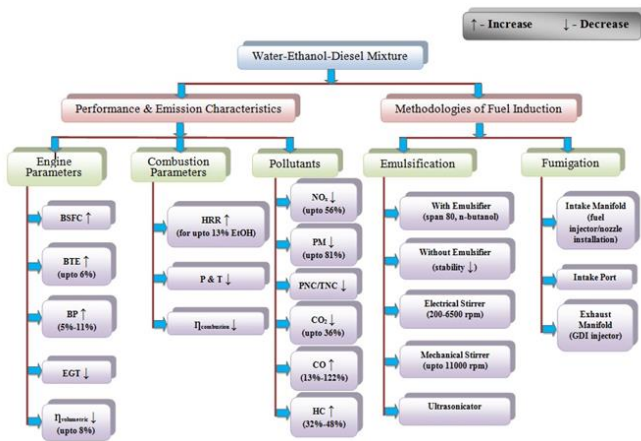 ↑ - Increase ↓ - Decrease
Water-Ethanol-Diesel Mixture
Performance & Emission Characteristics
Methodologies of Fuel Induction
Engine
Parameters
Combustion
Parameters
Pollutants
Emulsification
Fumigation
BSFC ↑
BTE ↑
(upto 6%)
BP ↑
(5%-11%)
EGT ↓
η volumetric ↓
(upto 8%)
HRR ↑
(for upto 13% EtOH)
P & T ↓
η combustion ↓
NOₓ ↓
(upto 56%)
PM ↓
(upto 81%)
PNC/TNC ↓
CO₂ ↓
(upto 36%)
CO ↑
(13%-122%)
HC ↑
(32%-48%)
With Emulsifier
(span 80, n-butanol)
Without Emulsifier
(stability ↓)
Electrical Stirrer
(200-6500 rpm)
Mechanical Stirrer
(upto 11000 rpm)
Ultrasonicator
Intake Manifold
(fuel
injector/nozzle
installation)
Intake Port
Exhaust
Manifold
(GDI injector)